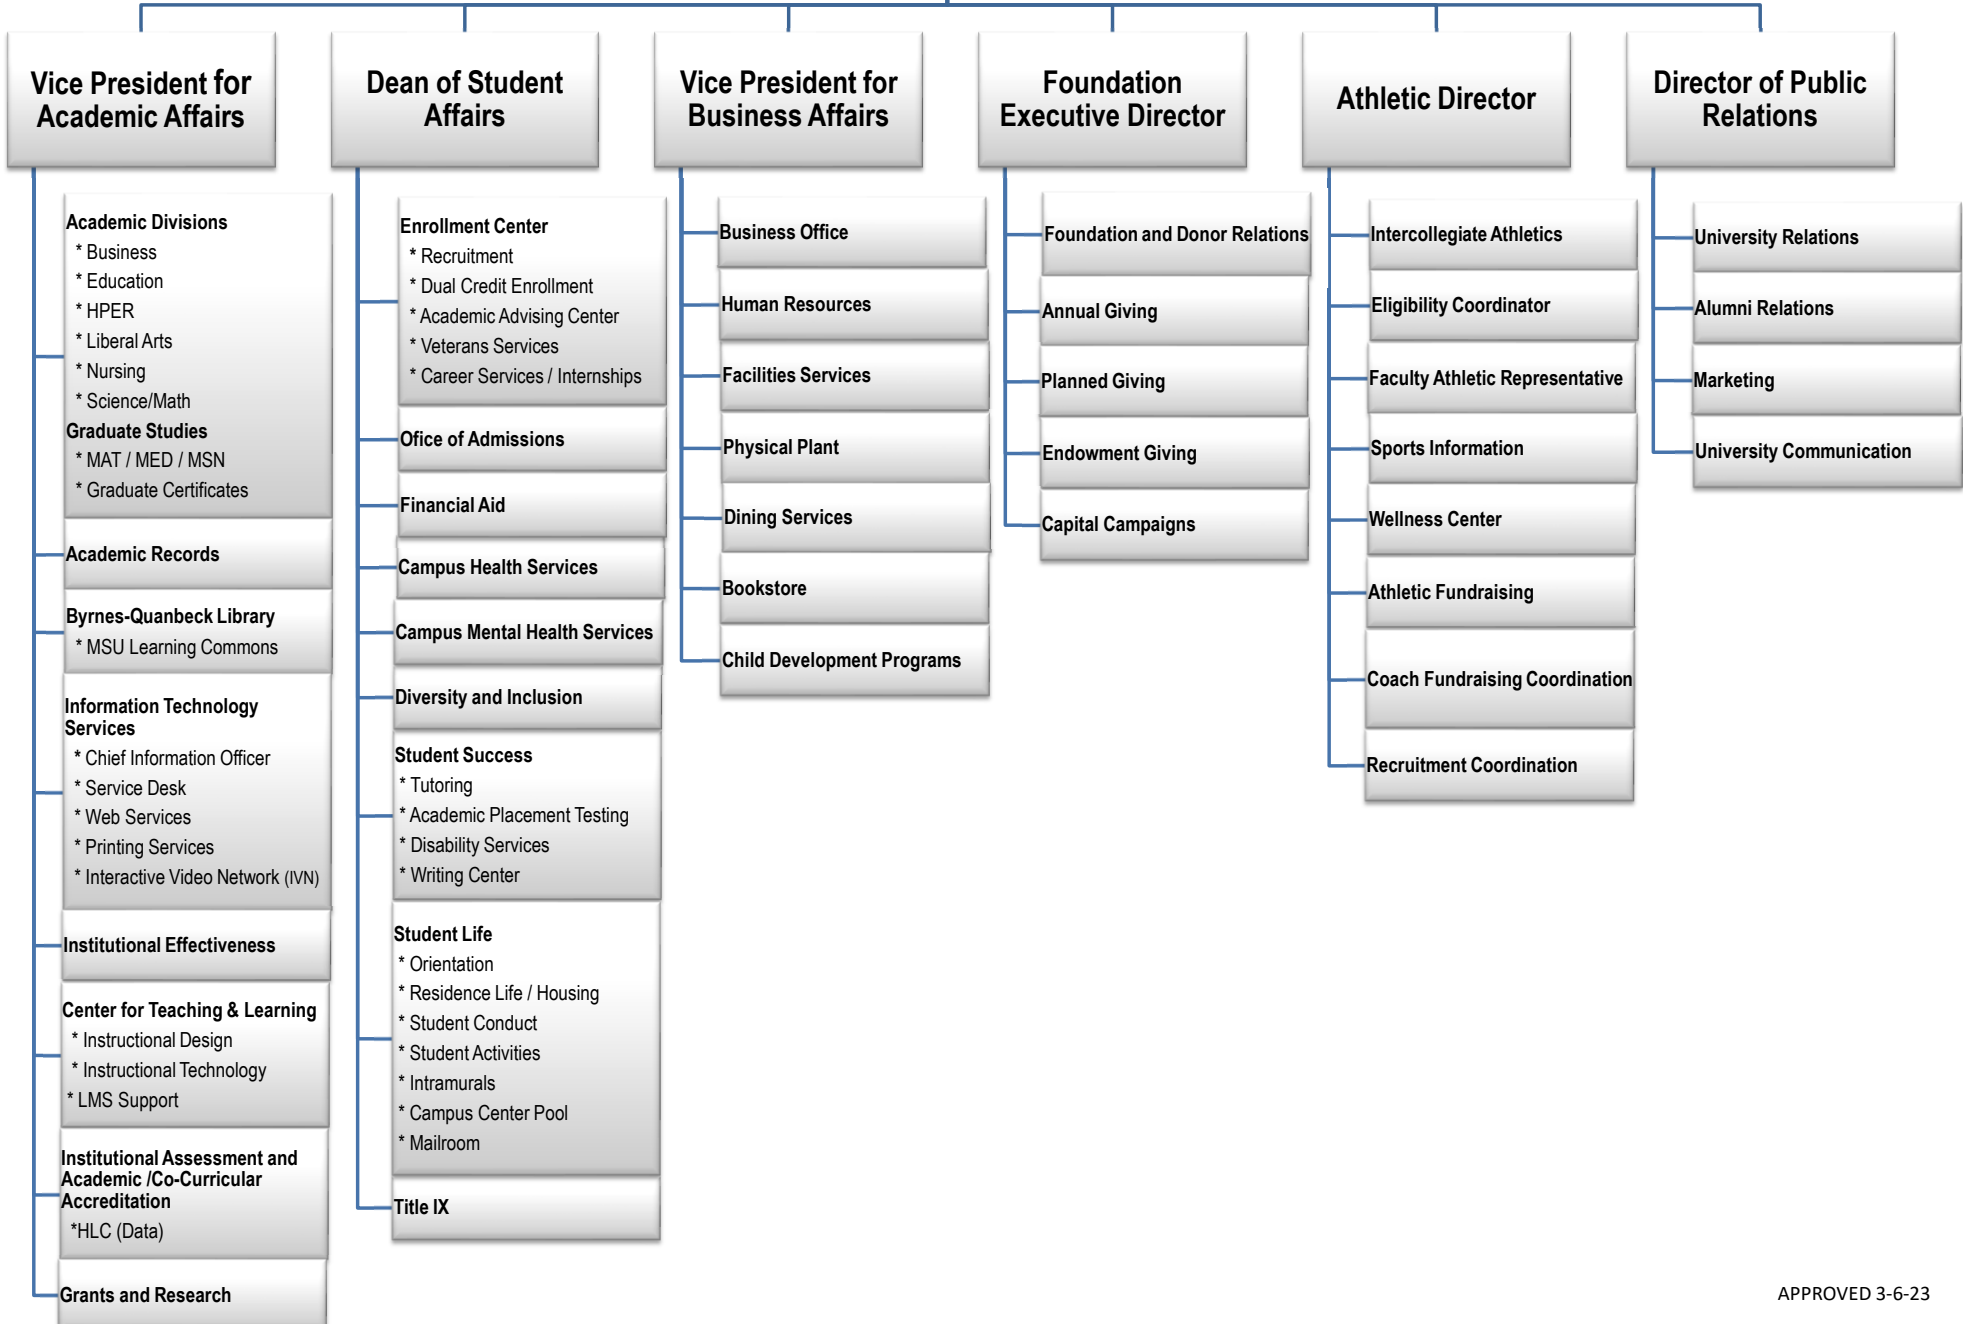 Vice President for
Academic Affairs
Academic Divisions
* Business
* Education
* HPER
* Liberal Arts
* Nursing
* Science/Math
Graduate Studies
* MAT / MED / MSN
* Graduate Certificates
Academic Records
Byrnes-Quanbeck Library
* MSU Learning Commons
Information Technology
Services
* Chief Information Officer
* Service Desk
* Web Services
* Printing Services
* Interactive Video Network (IVN)
Institutional Effectiveness
Center for Teaching & Learning
* Instructional Design
* Instructional Technology
* LMS Support
Institutional Assessment and
Academic /Co-Curricular
Accreditation
*HLC (Data)
Grants and Research
Dean of Student
Affairs
Enrollment Center
* Recruitment
* Dual Credit Enrollment
* Academic Advising Center
* Veterans Services
* Career Services / Internships
Ofice of Admissions
Financial Aid
Campus Health Services
Campus Mental Health Services
Diversity and Inclusion
Student Success
* Tutoring
* Academic Placement Testing
* Disability Services
* Writing Center
Student Life
* Orientation
* Residence Life / Housing
* Student Conduct
* Student Activities
* Intramurals
* Campus Center Pool
* Mailroom
Title IX
Vice President for
Business Affairs
Business Office
Human Resources
Facilities Services
Physical Plant
Dining Services
Bookstore
Child Development Programs
Foundation
Executive Director
Foundation and Donor Relations
Annual Giving
Planned Giving
Endowment Giving
Capital Campaigns
Athletic Director
Intercollegiate Athletics
Eligibility Coordinator
Faculty Athletic Representative
Sports Information
Wellness Center
Athletic Fundraising
Coach Fundraising Coordination
Recruitment Coordination
Director of Public
Relations
University Relations
Alumni Relations
Marketing
University Communication
APPROVED 3-6-23